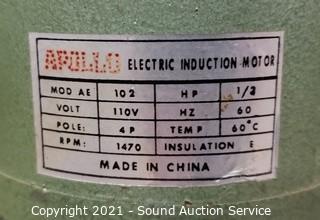 APOLLO ELECTRIC INDUCTION MOTOR
MOD AE 102 HP 1/3
VOLT 110V HZ 60
POLE: 4P TEMP 60°C
RPM: 1470 INSULATION E
MADE IN CHINA
Copyright 2021 - Sound Auction Service